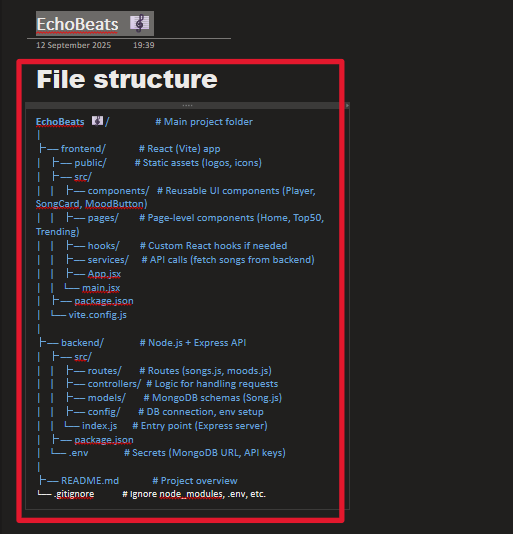 EchoBeats 🎼
12 September 2025 19:39
File structure
EchoBeats 🎼/ # Main project folder
│
├── frontend/ # React (Vite) app
│ ├── public/ # Static assets (logos, icons)
│ ├── src/
│ │ ├── components/ # Reusable UI components (Player,
SongCard, MoodButton)
│ │ ├── pages/ # Page-level components (Home, Top50,
Trending)
│ │ ├── hooks/ # Custom React hooks if needed
│ │ ├── services/ # API calls (fetch songs from backend)
│ │ ├── App.jsx
│ │ └── main.jsx
│ ├── package.json
│ └── vite.config.js
│
├── backend/ # Node.js + Express API
│ ├── src/
│ │ ├── routes/ # Routes (songs.js, moods.js)
│ │ ├── controllers/ # Logic for handling requests
│ │ ├── models/ # MongoDB schemas (Song.js)
│ │ ├── config/ # DB connection, env setup
│ │ └── index.js # Entry point (Express server)
│ ├── package.json
│ └── .env # Secrets (MongoDB URL, API keys)
│
├── README.md # Project overview
└── .gitignore # Ignore node_modules, .env, etc.